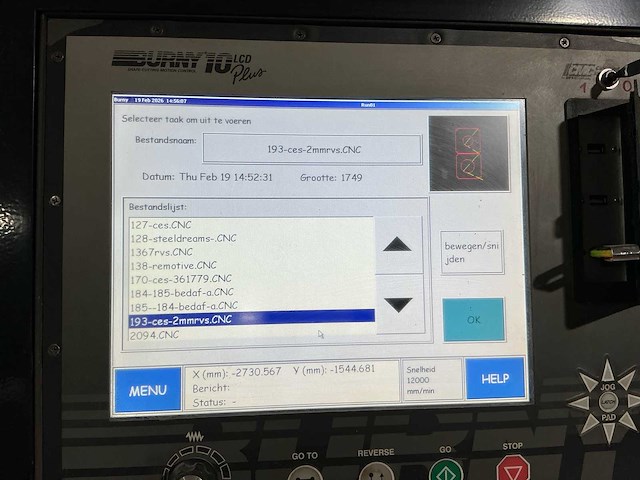 BURNY 10 LCD
Plus
1 0
Burny 19 Feb 2026 14:56:07 Run01
Selecteer taak om uit te voeren
Bestandsnaam: 193-ces-2mmrvs.CNC
Datum: Thu Feb 19 14:52:31 Grootte: 1749
Bestandslijst:
127-ces.CNC
128-steeldreams-.CNC
1367rvs.CNC
138-remotive.CNC
170-ces-361779.CNC
184-185-bedaf-a.CNC
185--184-bedaf-a.CNC
193-ces-2mmrvs.CNC
2094.CNC
bewegen/sni
jden
OK
MENU
X (mm): -2730.567 Y (mm): -1544.681
Bericht:
Status: -
Snelheid
12000
mm/min
HELP
JOG
LATCH
PAD
GO TO
REVERSE
GO
STOP